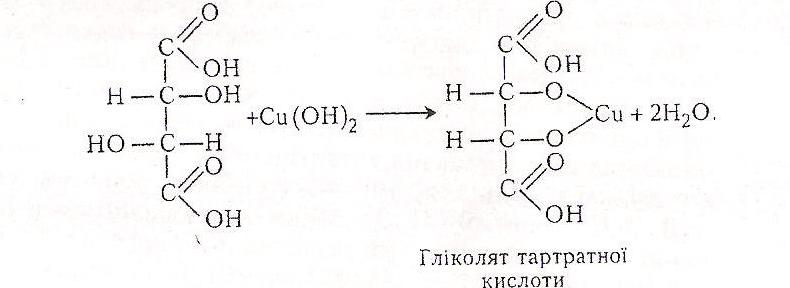 C O OH C O OH
H — C — OH H — C — O
+Cu(OH)₂ → Cu + 2H₂O.
HO — C — H H — C — O
C O OH C O OH
Гліколят тартратної
кислоти